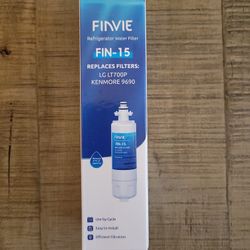 FINVIE
Refrigerator Water Filter
FIN-15
REPLACES FILTERS:
LG LT700P
KENMORE 9690
FINVIE
FIN-15
Use by Cycle
Easy to Install
Efficient Filtration